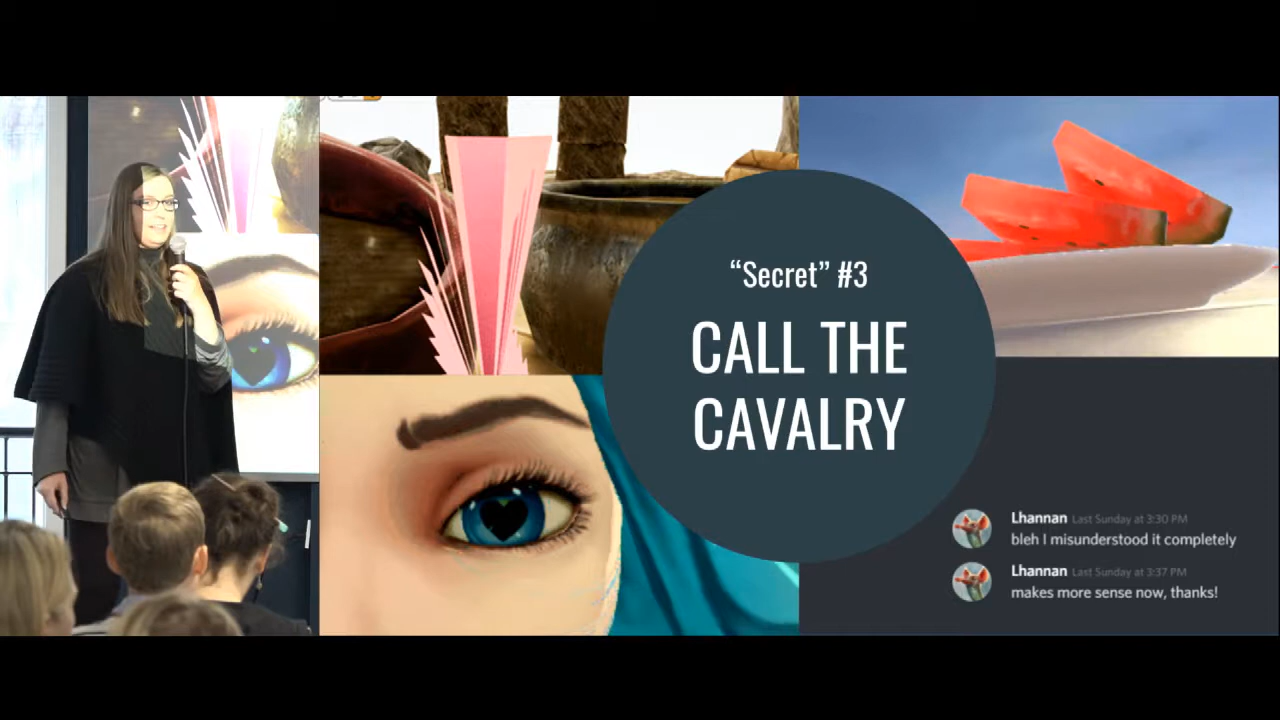 “Secret” #3
CALL THE
CAVALRY
Lhannan Last Sunday at 3:30 PM
bleh I misunderstood it completely
Lhannan Last Sunday at 3:37 PM
makes more sense now, thanks!